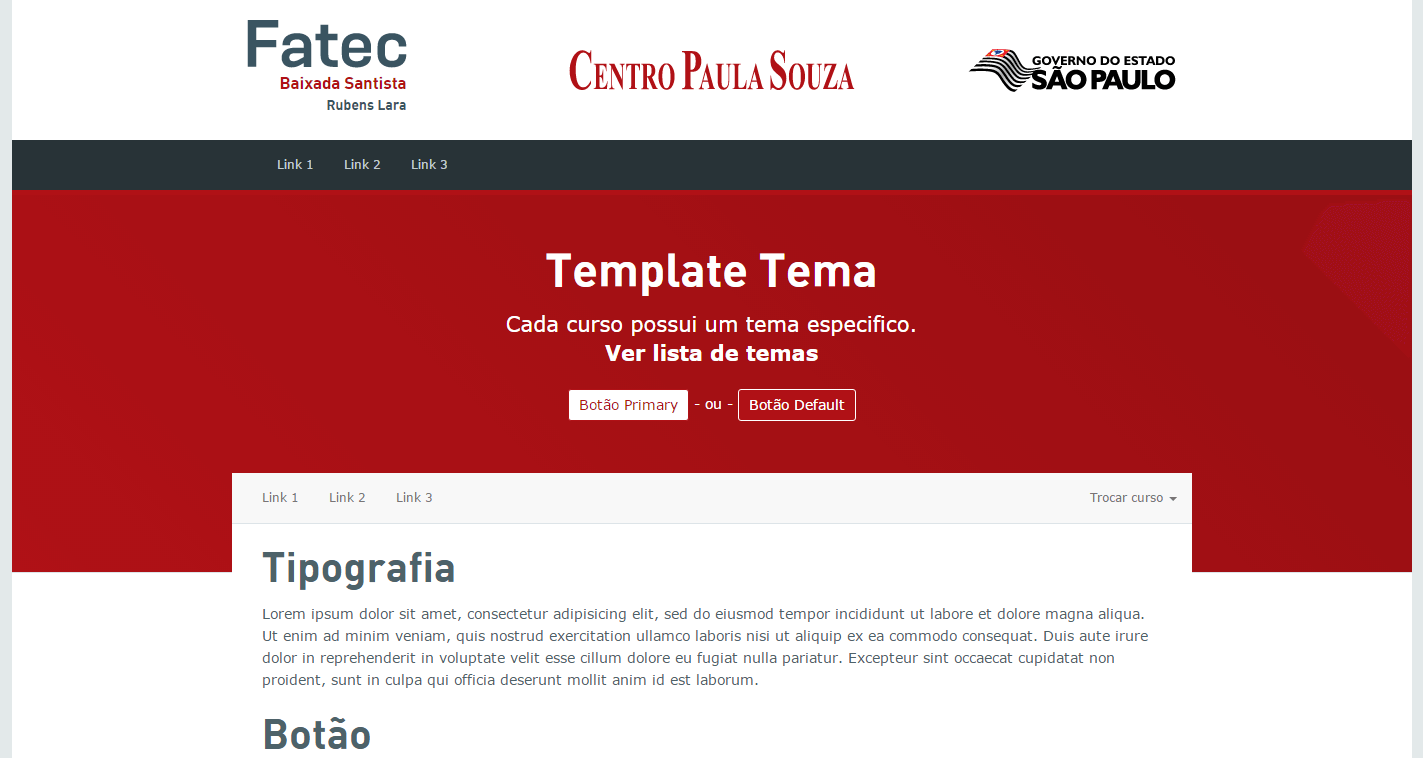 Fatec
Baixada Santista
Rubens Lara
CENTRO PAULA SOUZA
GOVERNO DO ESTADO
SÃO PAULO
Link 1 Link 2 Link 3
Template Tema
Cada curso possui um tema especifico.
Ver lista de temas
Botão Primary - ou - Botão Default
Link 1 Link 2 Link 3 Trocar curso
Tipografia
Lorem ipsum dolor sit amet, consectetur adipisicing elit, sed do eiusmod tempor incididunt ut labore et dolore magna aliqua.
Ut enim ad minim veniam, quis nostrud exercitation ullamco laboris nisi ut aliquip ex ea commodo consequat. Duis aute irure
dolor in reprehenderit in voluptate velit esse cillum dolore eu fugiat nulla pariatur. Excepteur sint occaecat cupidatat non
proident, sunt in culpa qui officia deserunt mollit anim id est laborum.
Botão